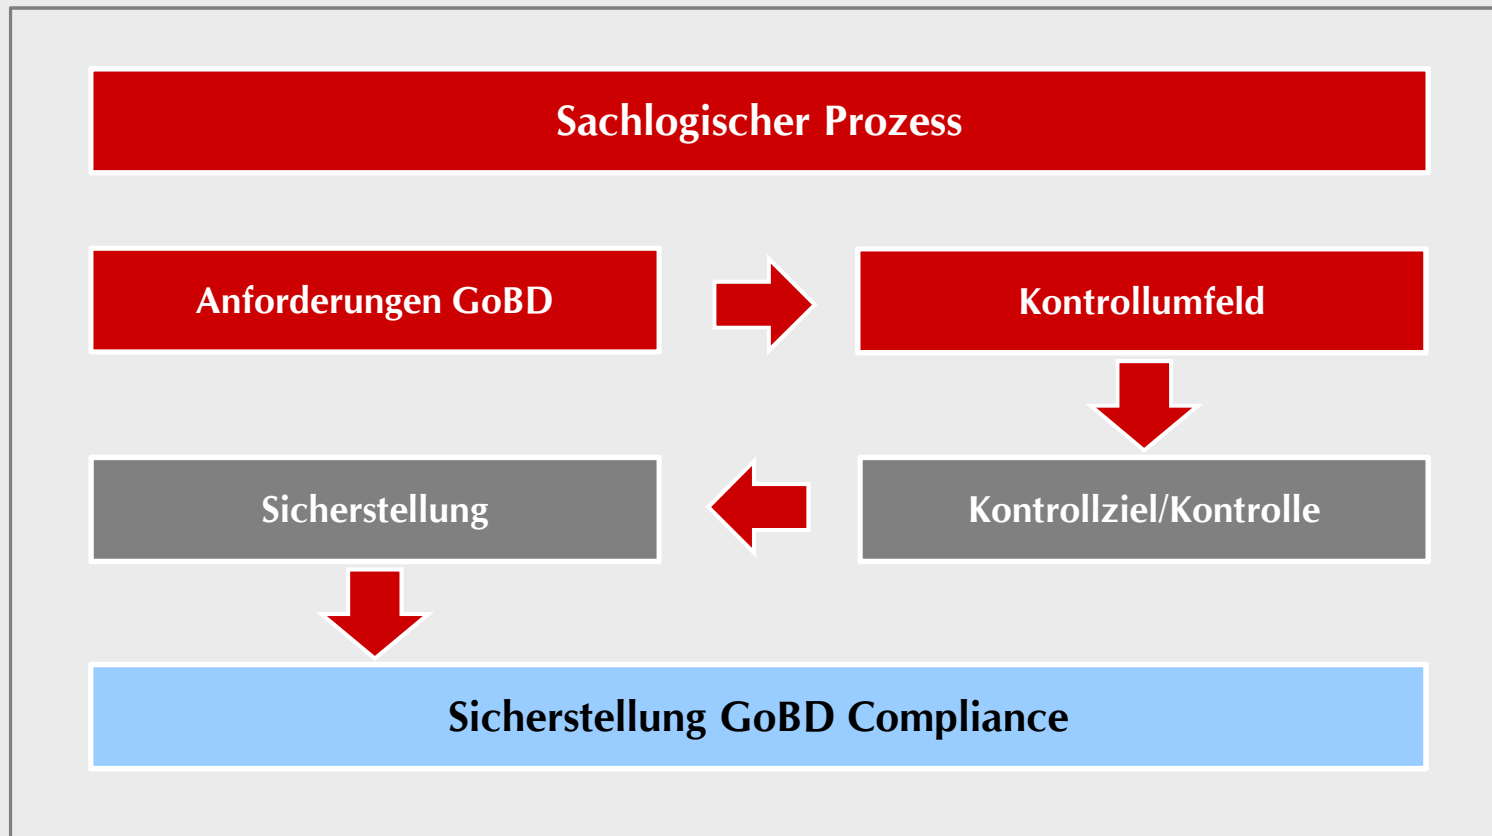 Sachlogischer Prozess
Anforderungen GoBD
Kontrollumfeld
Sicherstellung
Kontrollziel/Kontrolle
Sicherstellung GoBD Compliance